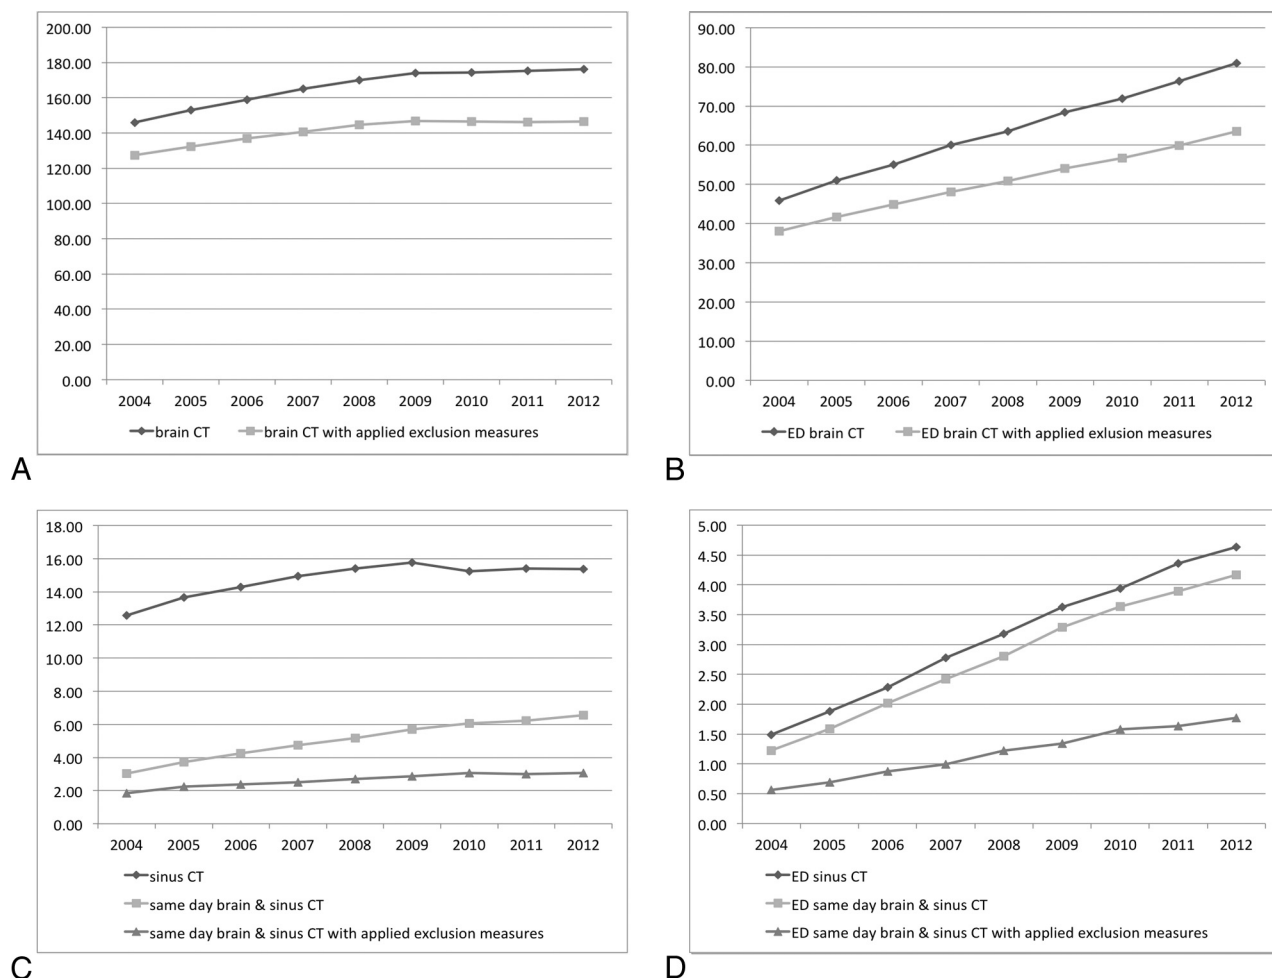 200.00
180.00
160.00
140.00
120.00
100.00
80.00
60.00
40.00
20.00
0.00
2004 2005 2006 2007 2008 2009 2010 2011 2012
brain CT brain CT with applied exclusion measures
A
90.00
80.00
70.00
60.00
50.00
40.00
30.00
20.00
10.00
0.00
2004 2005 2006 2007 2008 2009 2010 2011 2012
ED brain CT ED brain CT with applied exlusion measures
B
18.00
16.00
14.00
12.00
10.00
8.00
6.00
4.00
2.00
0.00
2004 2005 2006 2007 2008 2009 2010 2011 2012
sinus CT
same day brain & sinus CT
same day brain & sinus CT with applied exclusion measures
C
5.00
4.50
4.00
3.50
3.00
2.50
2.00
1.50
1.00
0.50
0.00
2004 2005 2006 2007 2008 2009 2010 2011 2012
ED sinus CT
ED same day brain & sinus CT
ED same day brain & sinus CT with applied exclusion measures
D